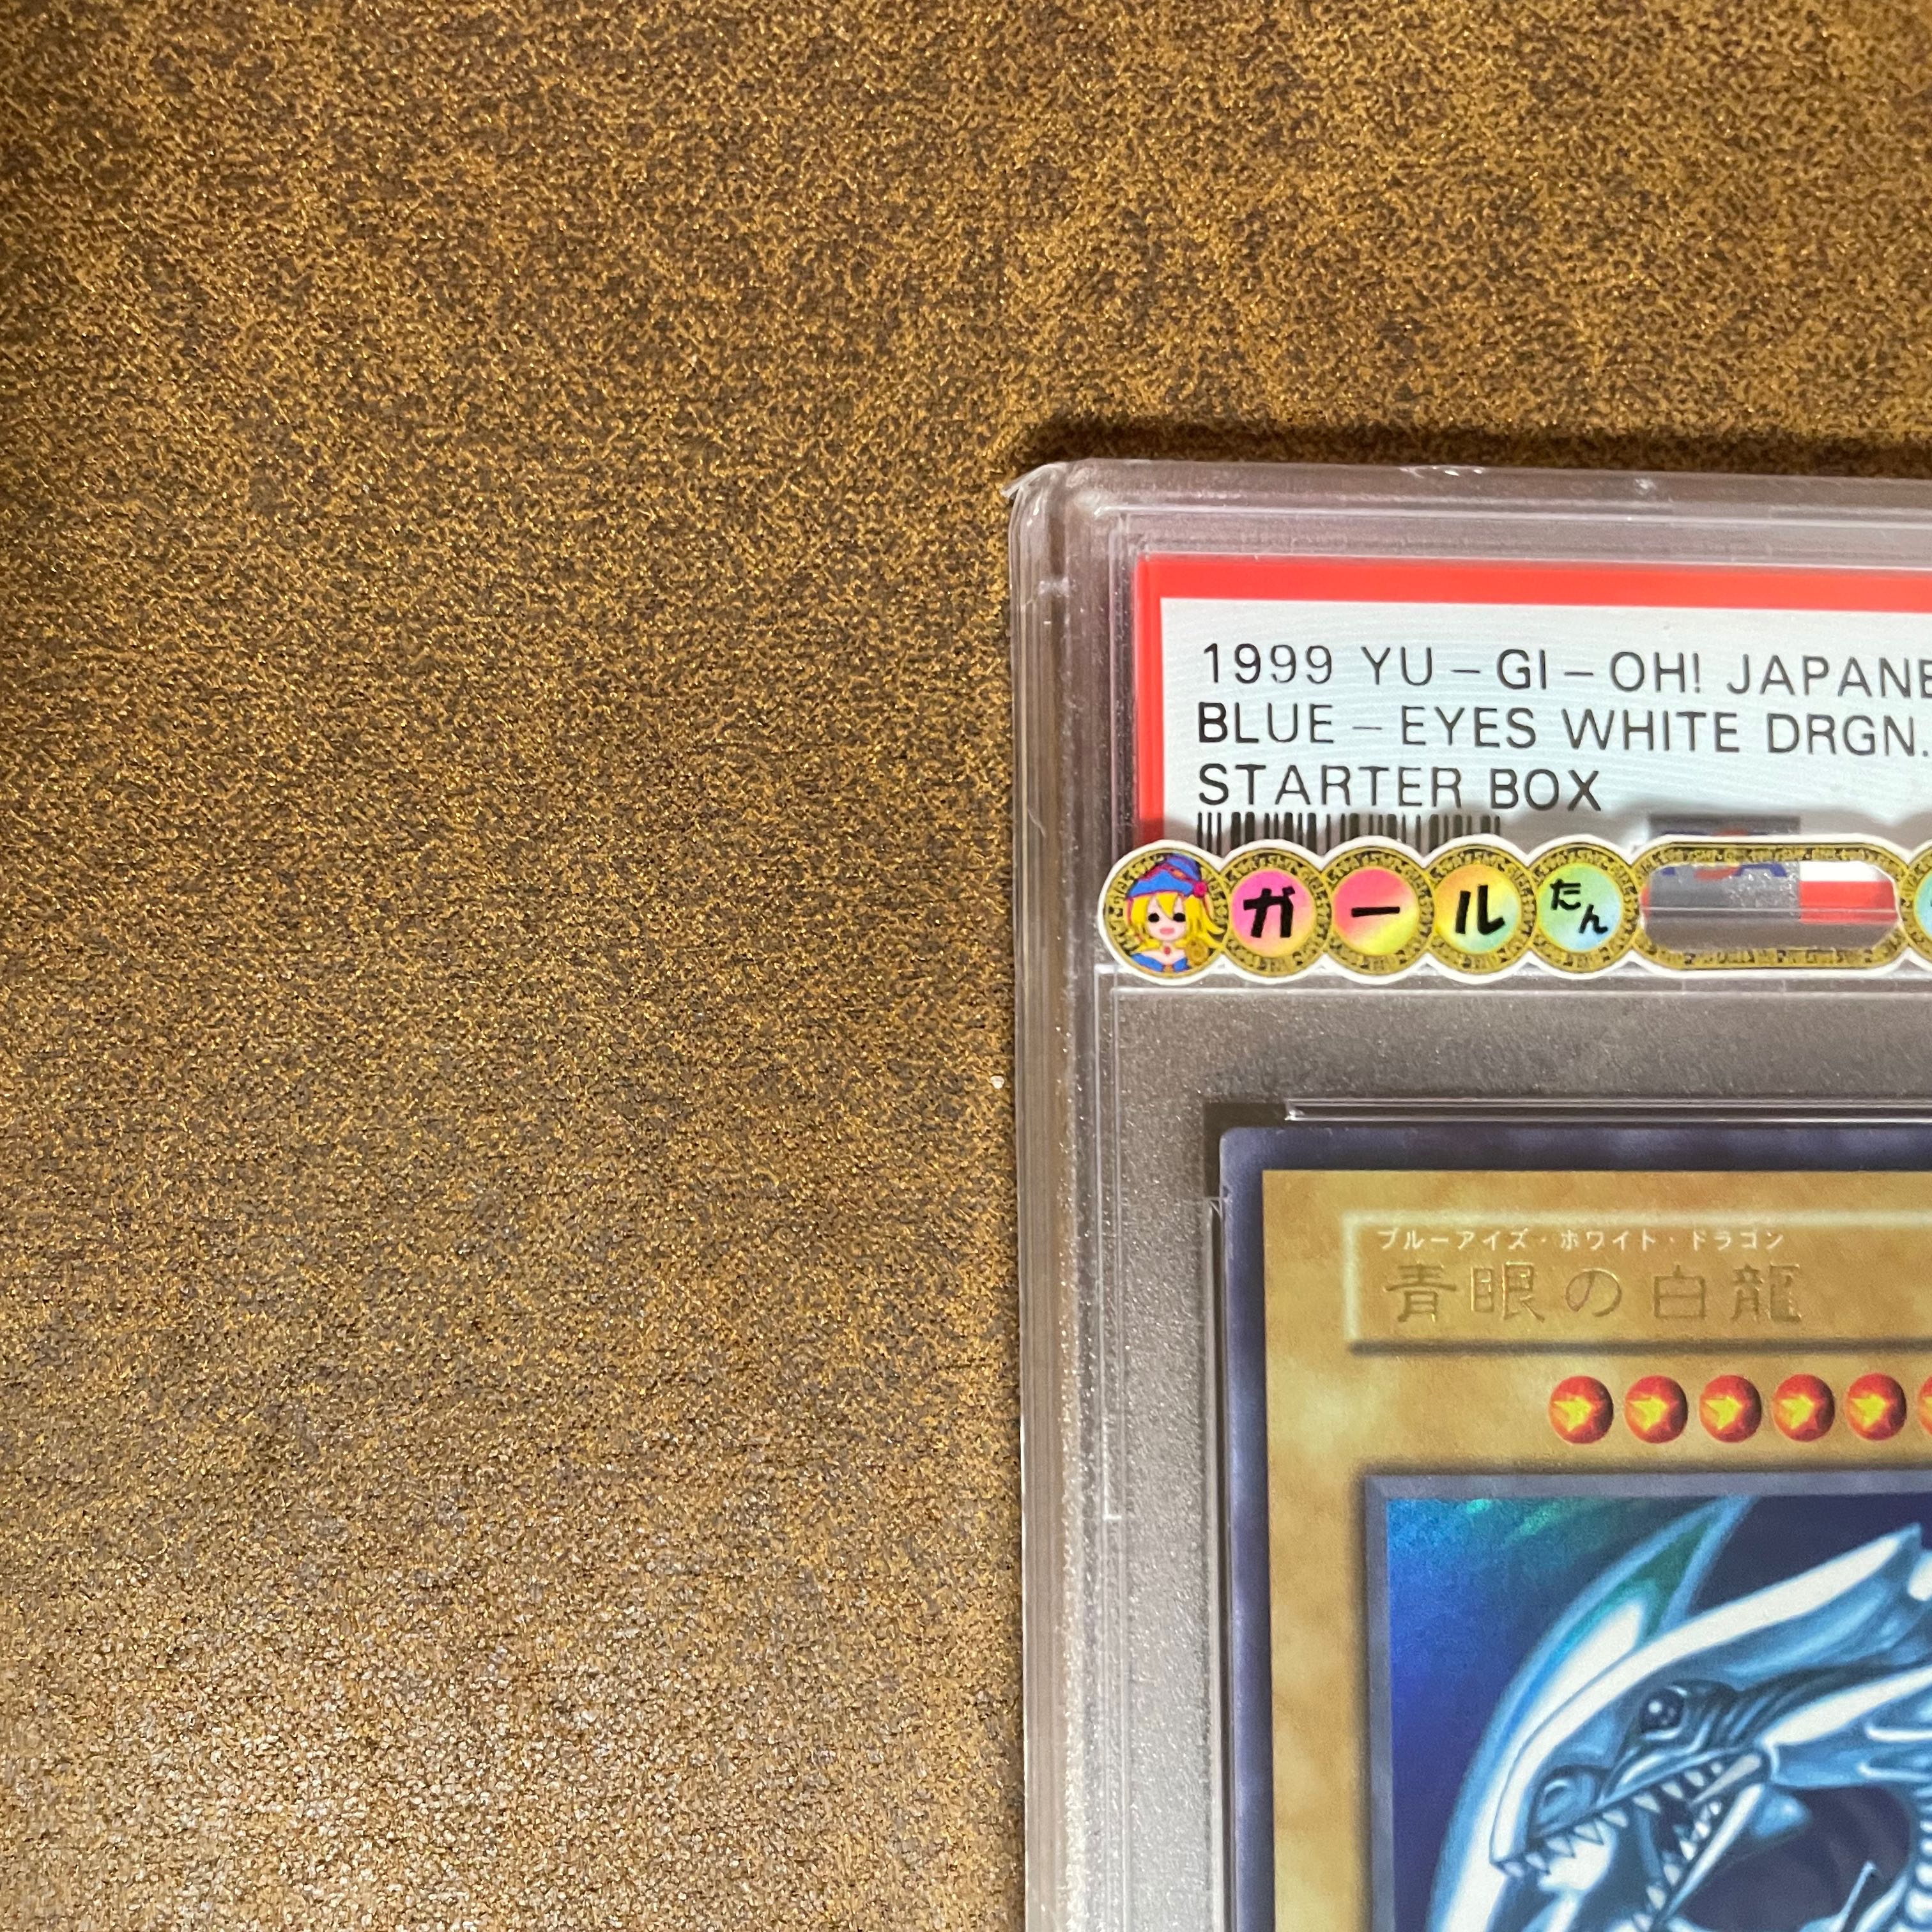 1999 YU-GI-OH! JAPANE
BLUE-EYES WHITE DRGN.
STARTER BOX
ガールたん
ブルーアイズ・ホワイト・ドラゴン
青眼の白龍